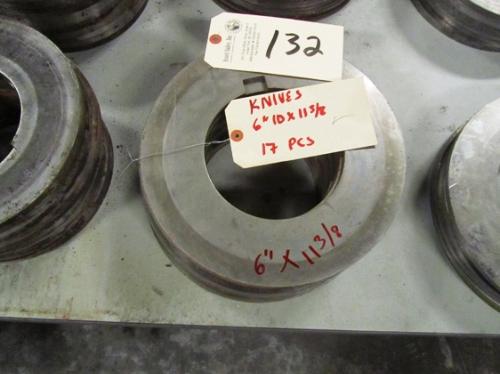 132
KNIVES
6" ID X 11 3/8
17 PCS
6" X 11 3/8